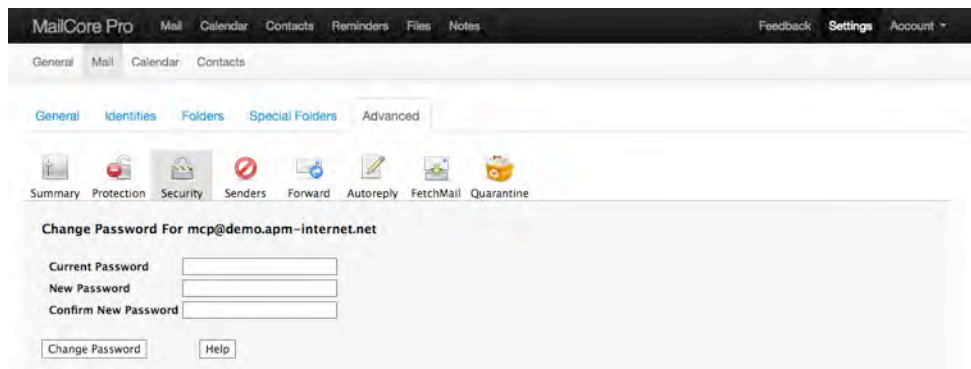 MailCore Pro Mail Calendar Contacts Reminders Files Notes Feedback Settings Account
General Mail Calendar Contacts
General Identities Folders Special Folders Advanced
Summary Protection Security Senders Forward Autoreply FetchMail Quarantine
Change Password For mcp@demo.apm-internet.net
Current Password
New Password
Confirm New Password
Change Password Help